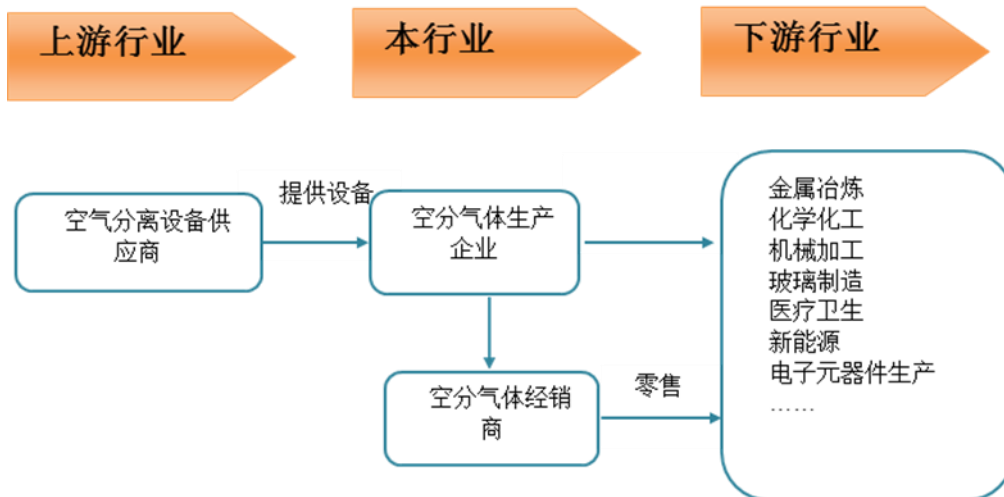 上游行业
本行业
下游行业
提供设备
空气分离设备供
应商
空分气体生产
企业
空分气体经销
商
零售
金属冶炼
化学化工
机械加工
玻璃制造
医疗卫生
新能源
电子元器件生产
……